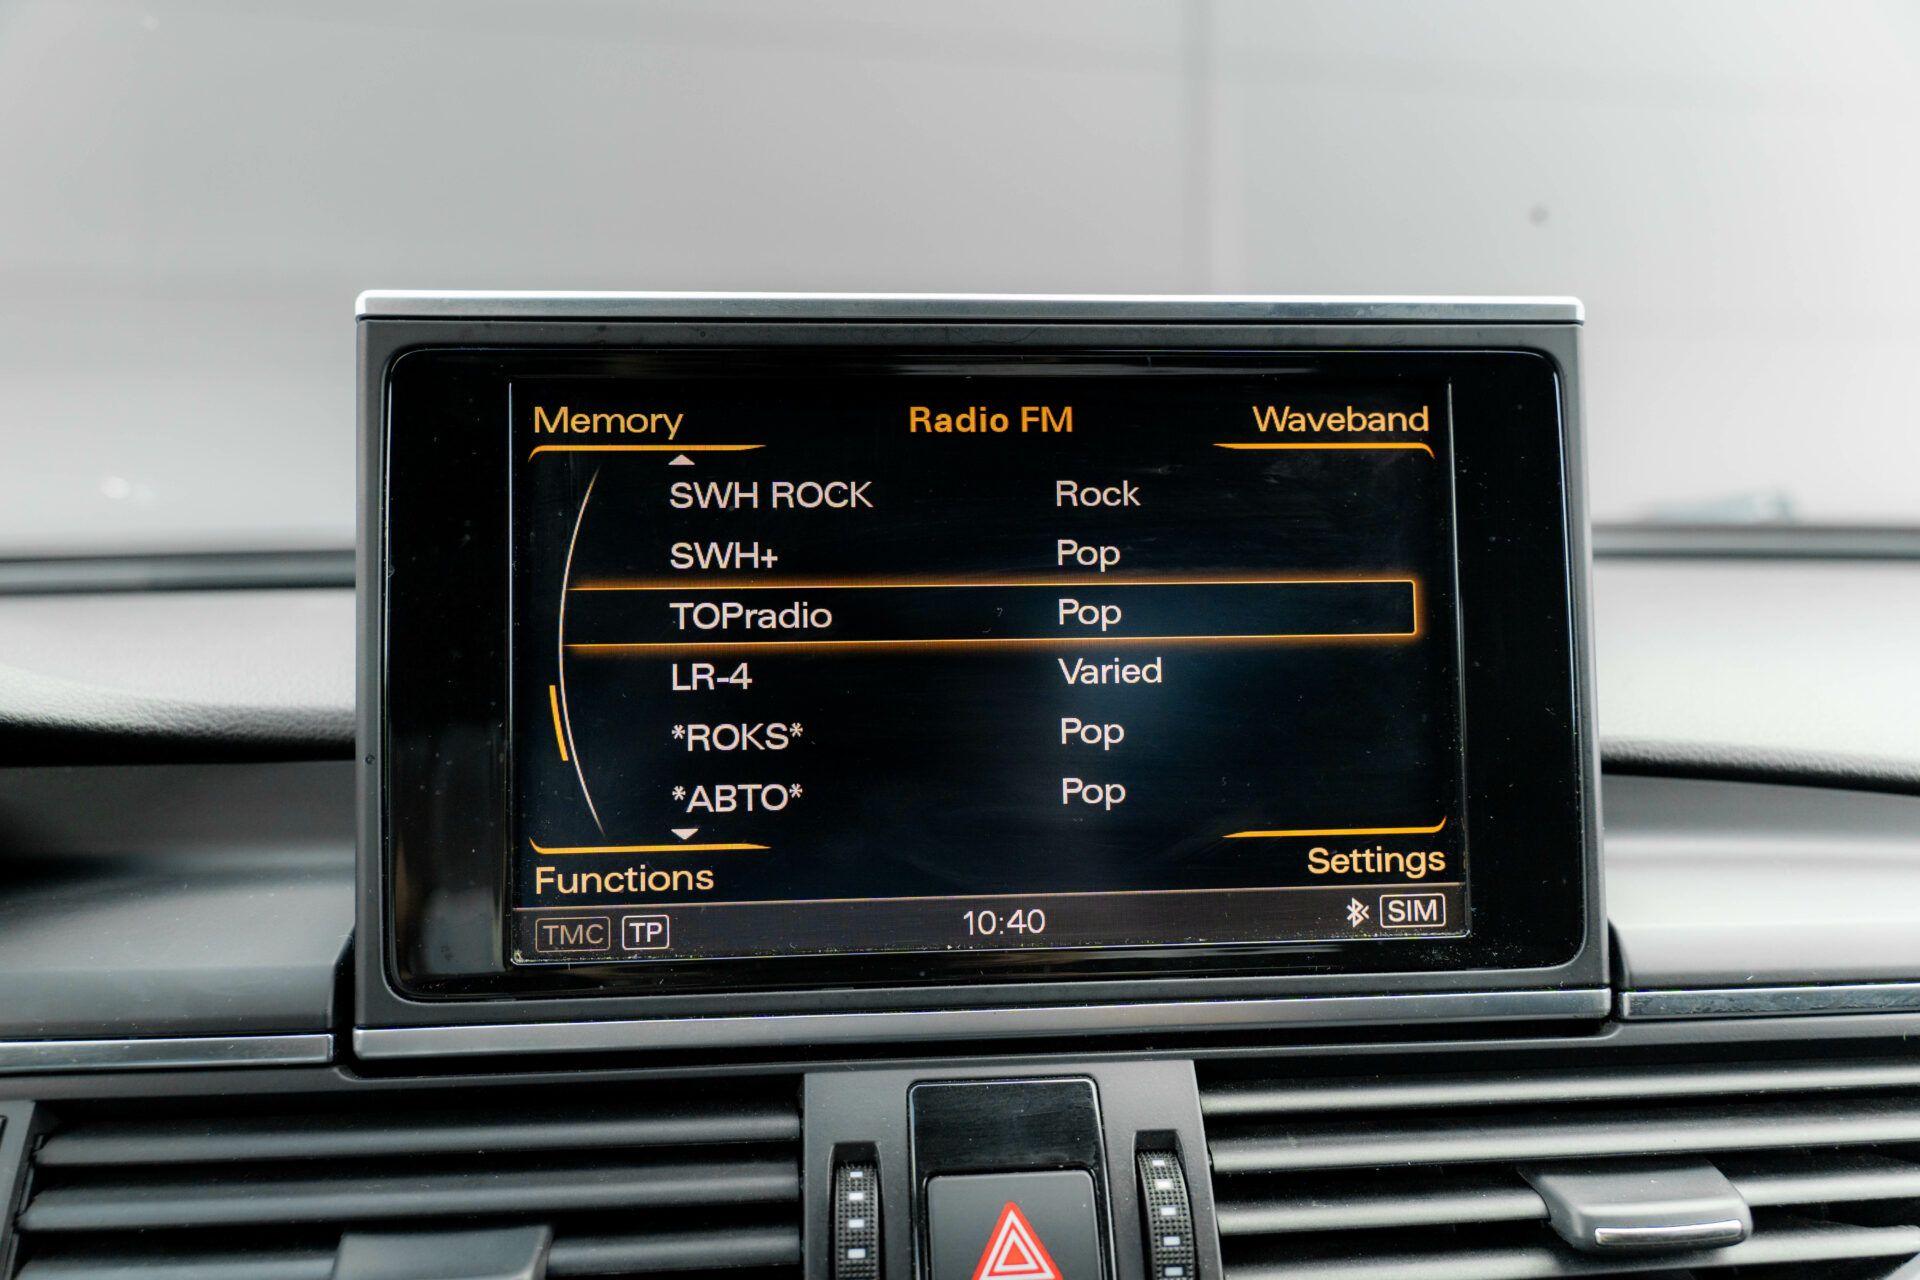 Memory Radio FM Waveband
SWH ROCK Rock
SWH+ Pop
TOPradio Pop
LR-4 Varied
*ROKS* Pop
*ABTO* Pop
Functions Settings
TMC TP 10:40 SIM